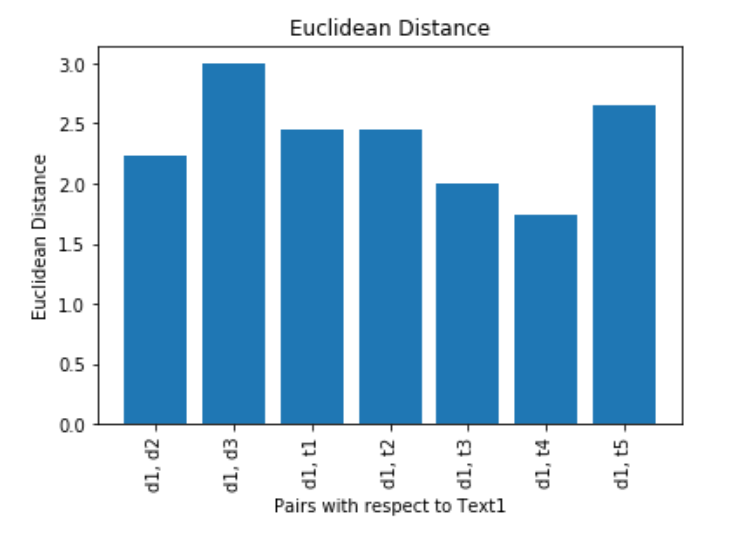 Euclidean Distance
Euclidean Distance
3.0
2.5
2.0
1.5
1.0
0.5
0.0
d1, d2
d1, d3
d1, t1
d1, t2
d1, t3
d1, t4
d1, t5
Pairs with respect to Text1